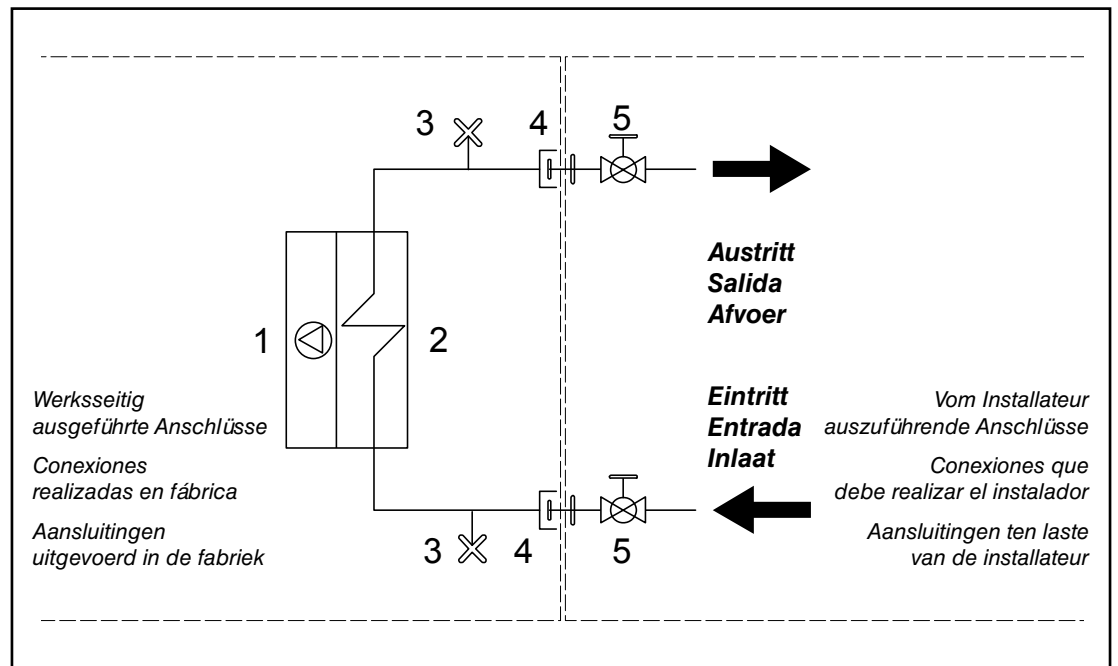 3
4
5
Austritt
Salida
Afvoer
1
2
Werksseitig
ausgeführte Anschlüsse
Conexiones
realizadas en fábrica
Aansluitingen
uitgevoerd in de fabriek
Eintritt
Entrada
Inlaat
Vom Installateur
auszuführende Anschlüsse
Conexiones que
debe realizar el instalador
Aansluitingen ten laste
van de installateur
3
4
5